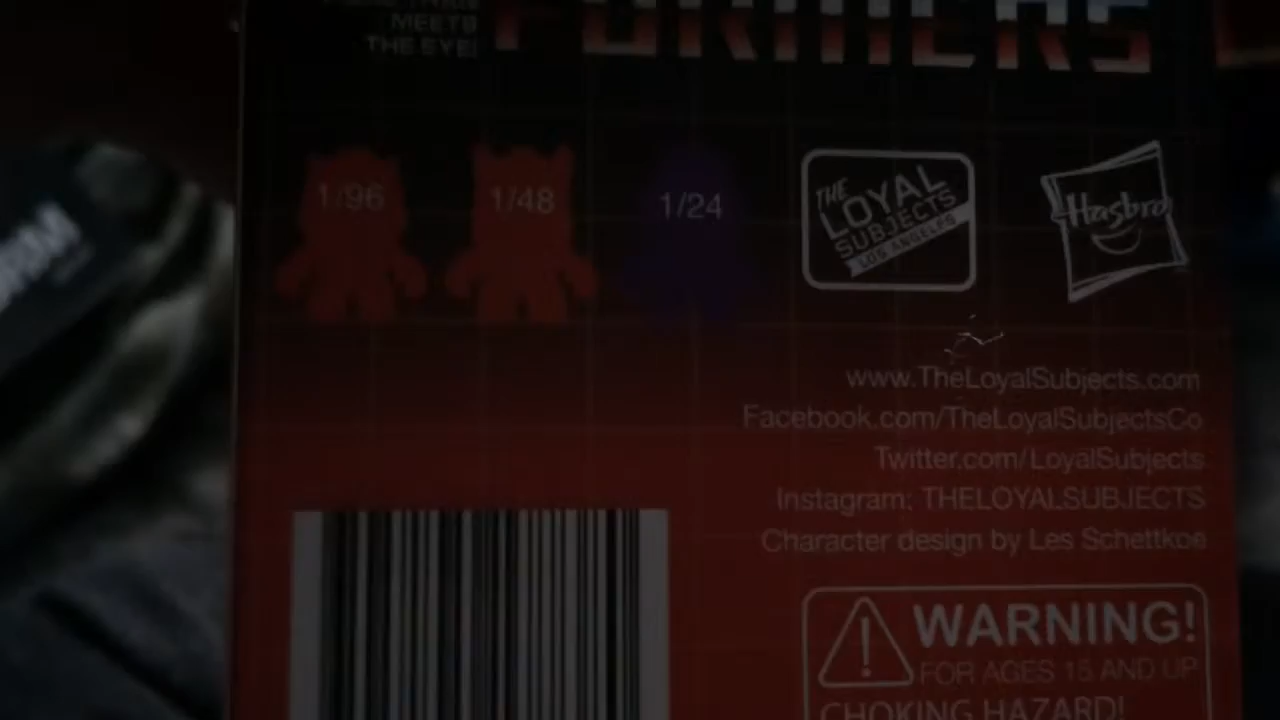 MEETS
THE EYE!
FORMERS
1/96
1/48
1/24
THE
LOYAL
SUBJECTS
LOS ANGELES
Hasbro
www.TheLoyalSubjects.com
Facebook.com/TheLoyalSubjectsCo
Twitter.com/LoyalSubjects
Instagram: THELOYALSUBJECTS
Character design by Les Schettkoe
WARNING!
FOR AGES 15 AND UP
CHOKING HAZARD!